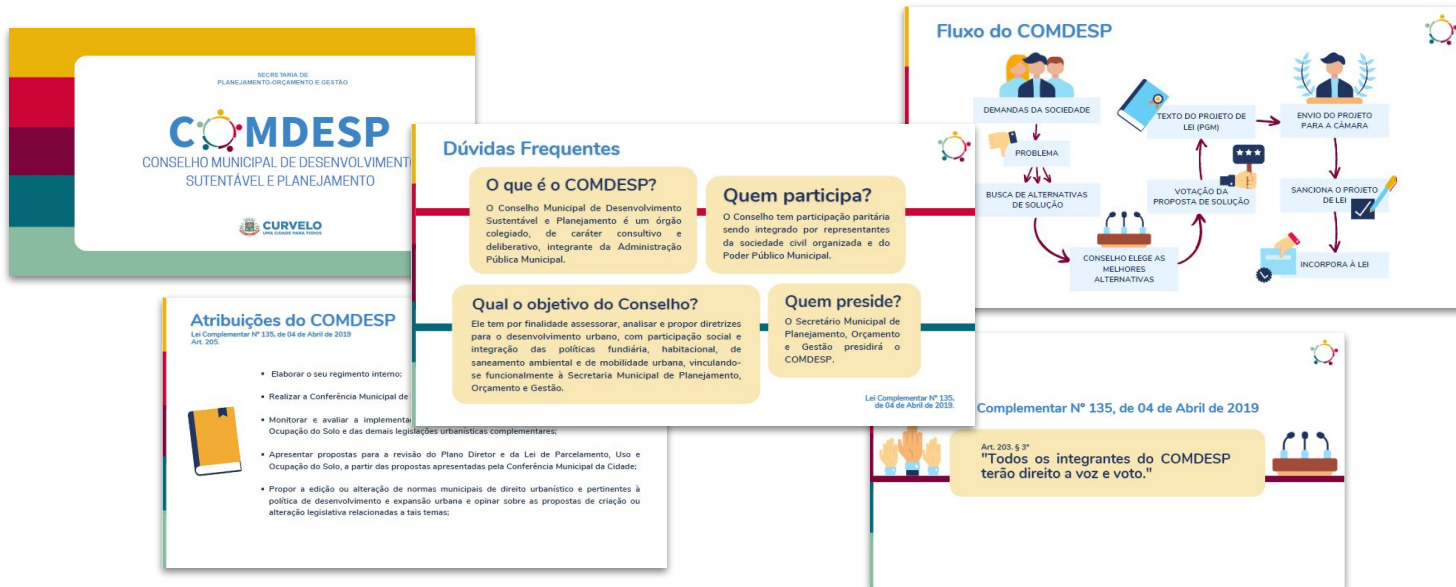 SECRETARIA DE
PLANEJAMENTO-ORÇAMENTO E GESTÃO
COMDESP
CONSELHO MUNICIPAL DE DESENVOLVIMENTO
SUTENTÁVEL E PLANEJAMENTO
CURVELO
UMA CIDADE PARA TODOS
Dúvidas Frequentes
O que é o COMDESP?
O Conselho Municipal de Desenvolvimento
Sustentável e Planejamento é um órgão
colegiado, de caráter consultivo e
deliberativo, integrante da Administração
Pública Municipal.
Quem participa?
O Conselho tem participação paritária
sendo integrado por representantes
da sociedade civil organizada e do
Poder Público Municipal.
Qual o objetivo do Conselho?
Ele tem por finalidade assessorar, analisar e propor diretrizes
para o desenvolvimento urbano, com participação social e
integração das políticas fundiária, habitacional, de
saneamento ambiental e de mobilidade urbana, vinculando-
se funcionalmente à Secretaria Municipal de Planejamento,
Orçamento e Gestão.
Quem preside?
O Secretário Municipal de
Planejamento, Orçamento
e Gestão presidirá o
COMDESP.
Lei Complementar Nº 135,
de 04 de Abril de 2019.
Fluxo do COMDESP
DEMANDAS DA SOCIEDADE
PROBLEMA
BUSCA DE ALTERNATIVAS
DE SOLUÇÃO
CONSELHO ELEGE AS
MELHORES
ALTERNATIVAS
VOTAÇÃO DA
PROPOSTA DE SOLUÇÃO
TEXTO DO PROJETO DE
LEI (PGM)
ENVIO DO PROJETO
PARA A CÂMARA
SANCIONA O PROJETO
DE LEI
INCORPORA À LEI
Atribuições do COMDESP
Lei Complementar Nº 135, de 04 de Abril de 2019
Art. 205.
• Elaborar o seu regimento interno;
• Realizar a Conferência Municipal de
• Monitorar e avaliar a
Ocupação do Solo e das demais legislações urbanísticas complementares;
• Apresentar propostas para a revisão do Plano Diretor e da Lei de Parcelamento, Uso e
Ocupação do Solo, a partir das propostas apresentadas pela Conferência Municipal da Cidade;
• Propor a edição ou alteração de normas municipais de direito urbanístico e pertinentes à
política de desenvolvimento e expansão urbana e opinar sobre as propostas de criação ou
alteração legislativa relacionadas a tais temas;
Complementar Nº 135, de 04 de Abril de 2019
Art. 203. § 3º
"Todos os integrantes do COMDESP
terão direito a voz e voto."